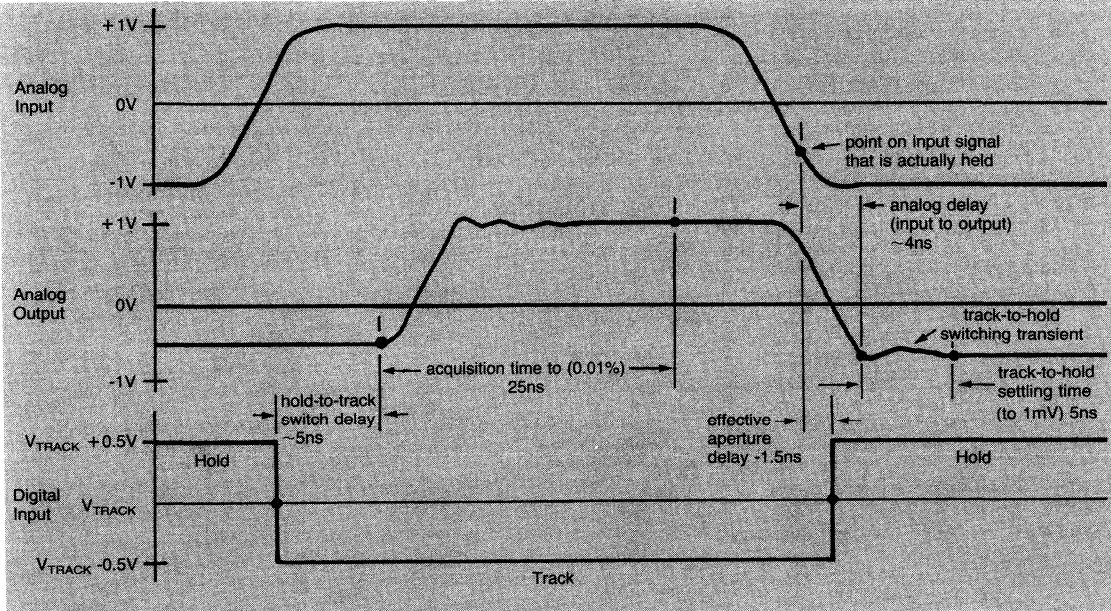 +1V
Analog
Input
0V
-1V
point on input signal
that is actually held
analog delay
(input to output)
~4ns
+1V
Analog
Output
0V
-1V
track-to-hold
switching transient
acquisition time to (0.01%)
25ns
track-to-hold
settling time
(to 1mV) 5ns
hold-to-track
switch delay
~5ns
effective
aperture
delay -1.5ns
VTRACK +0.5V
Hold
Hold
Digital
Input
VTRACK
VTRACK -0.5V
Track